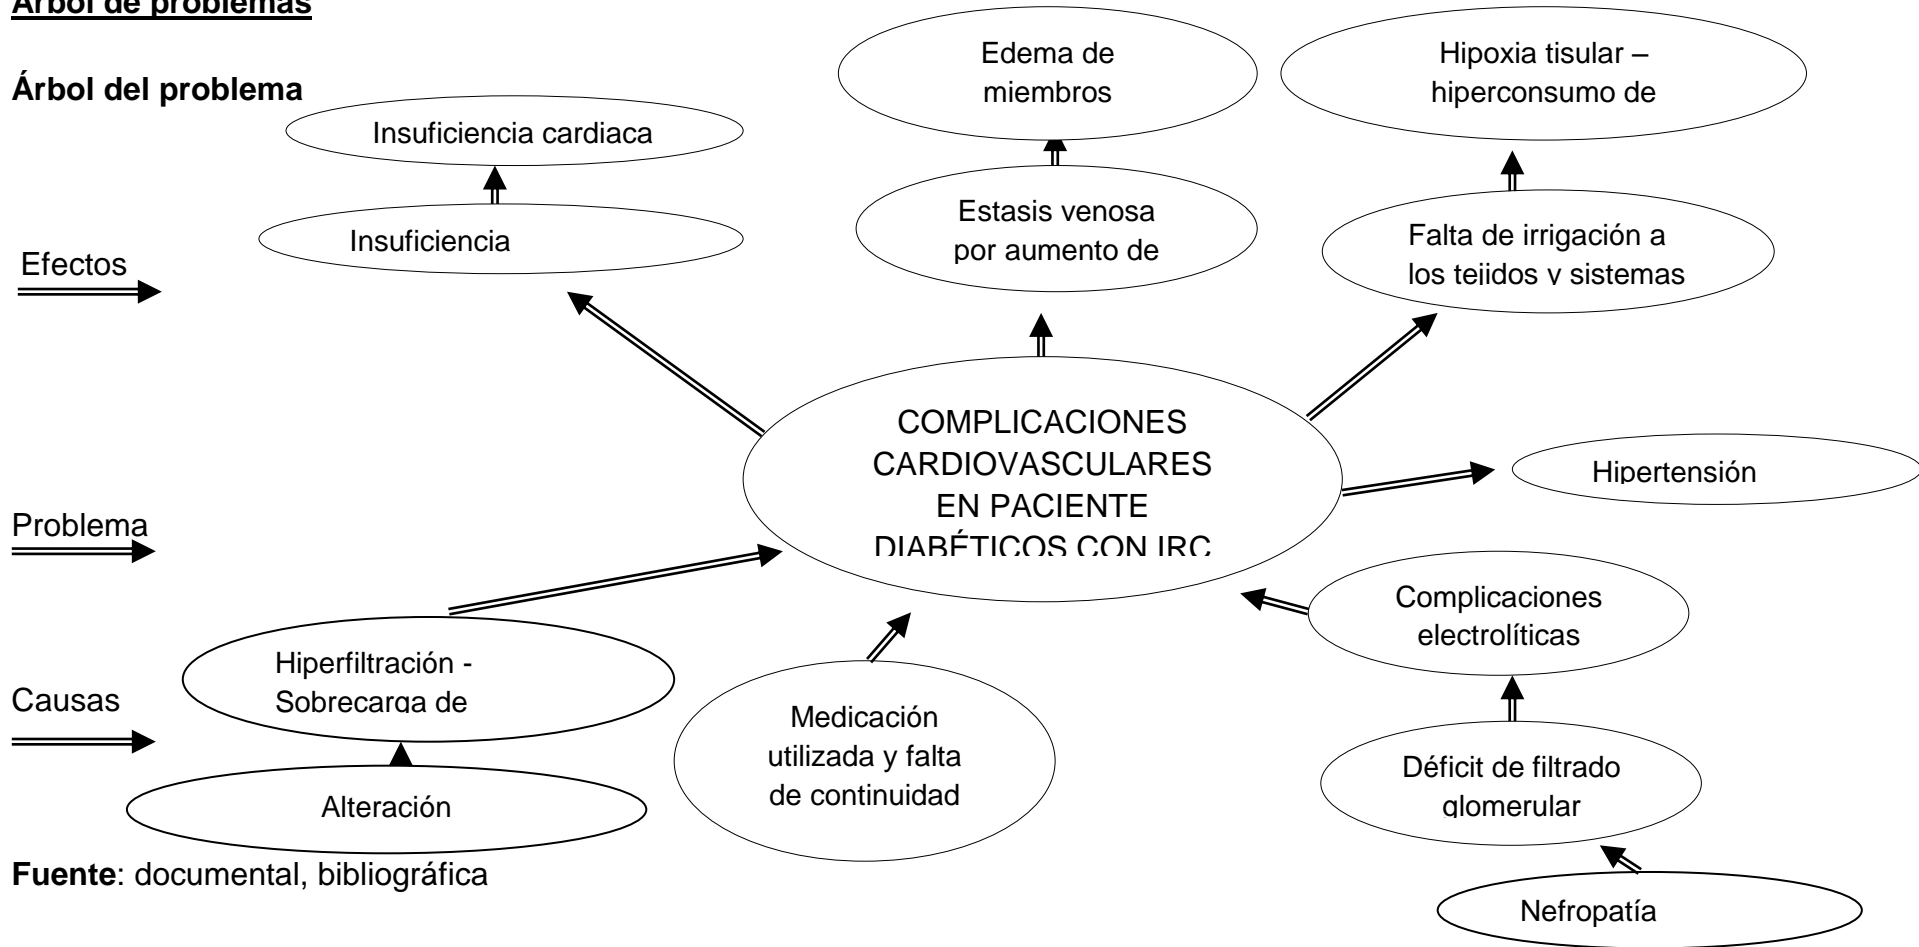 Árbol de problemas
Árbol del problema
Edema de
miembros
Hipoxia tisular –
hiperconsumo de
Insuficiencia cardiaca
Estasis venosa
por aumento de
Insuficiencia
Falta de irrigación a
los tejidos y sistemas
Efectos
COMPLICACIONES
CARDIOVASCULARES
EN PACIENTE
DIABÉTICOS CON IRC
Hipertensión
Problema
Complicaciones
electrolíticas
Hiperfiltración -
Sobrecarga de
Causas
Medicación
utilizada y falta
de continuidad
Déficit de filtrado
glomerular
Alteración
Fuente: documental, bibliográfica
Nefropatía